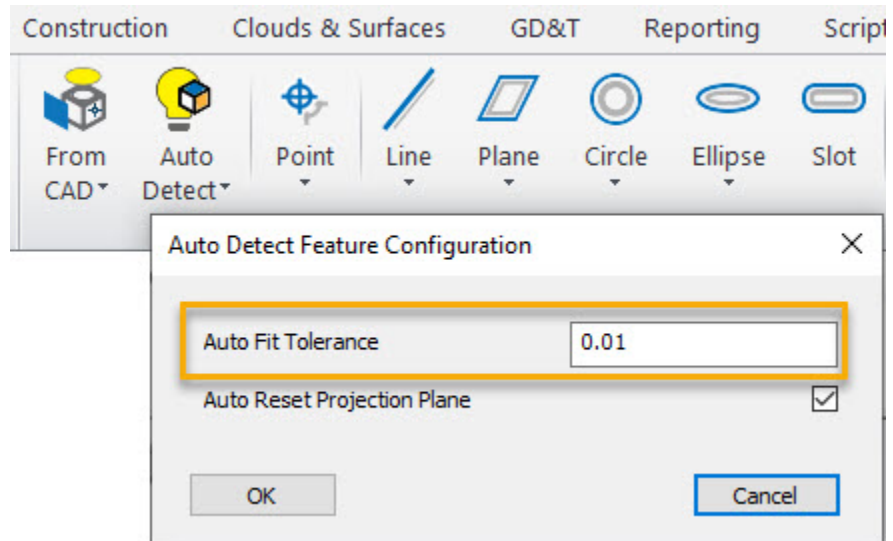 Construction Clouds & Surfaces GD&T Reporting Script
From CAD Auto Detect Point Line Plane Circle Ellipse Slot
Auto Detect Feature Configuration
Auto Fit Tolerance 0.01
Auto Reset Projection Plane
OK Cancel